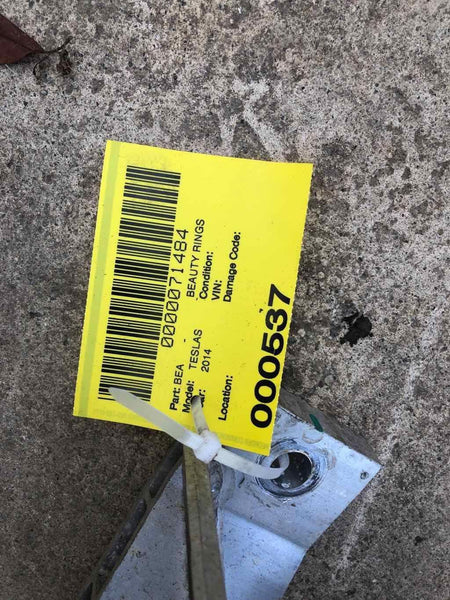 0000071484
Part: BEA - BEAUTY RINGS
Model: TESLAS Condition:
2014 VIN:
Damage Code:
Location:
000537